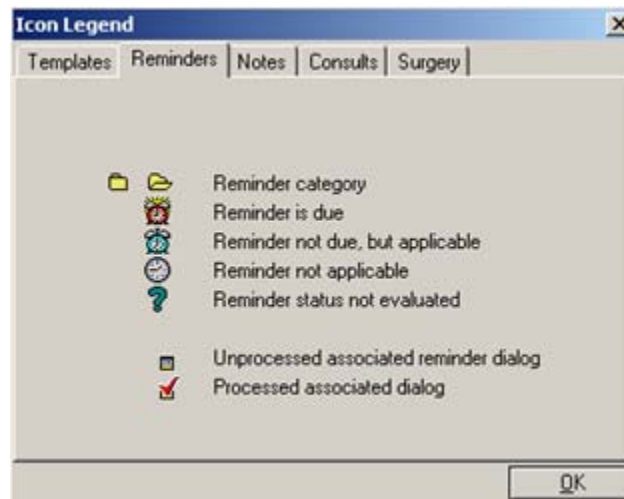 Icon Legend
Templates Reminders Notes Consults Surgery
Reminder category
Reminder is due
Reminder not due, but applicable
Reminder not applicable
Reminder status not evaluated
Unprocessed associated reminder dialog
Processed associated dialog
OK